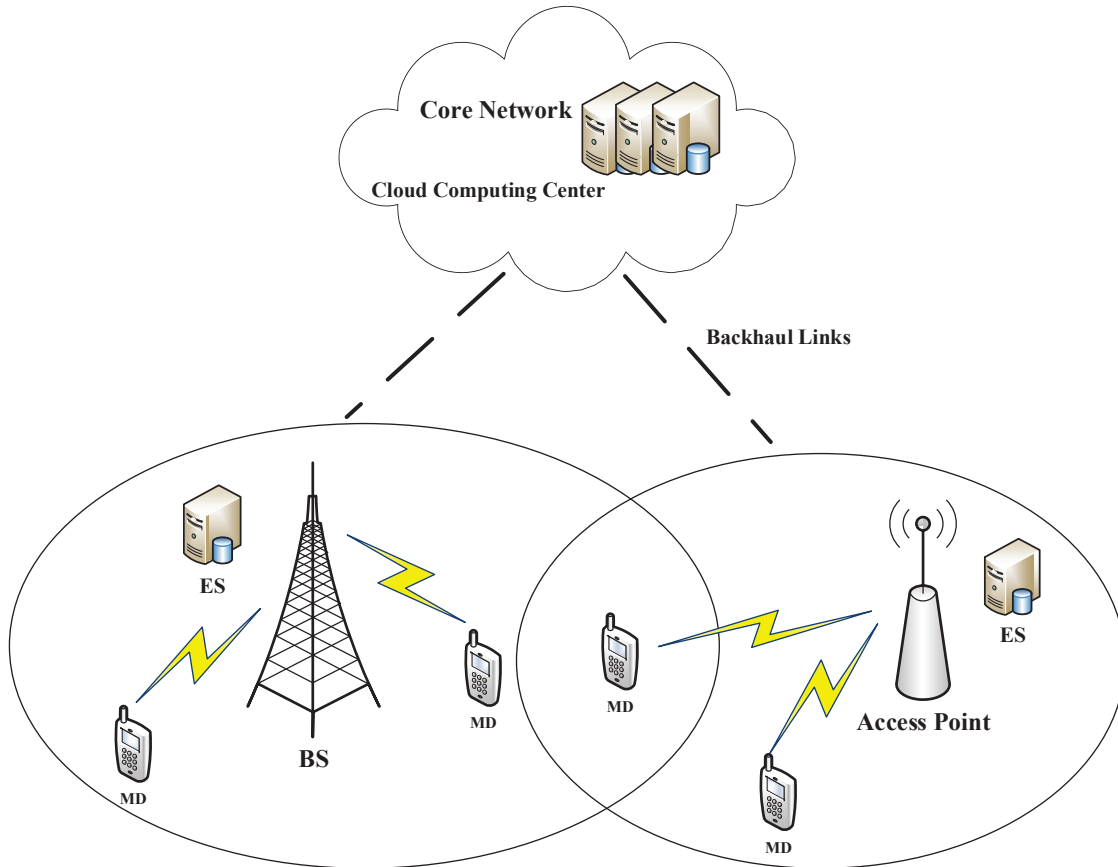 Core Network
Cloud Computing Center
Backhaul Links
ES
ES
MD
MD
Access Point
BS
MD
MD